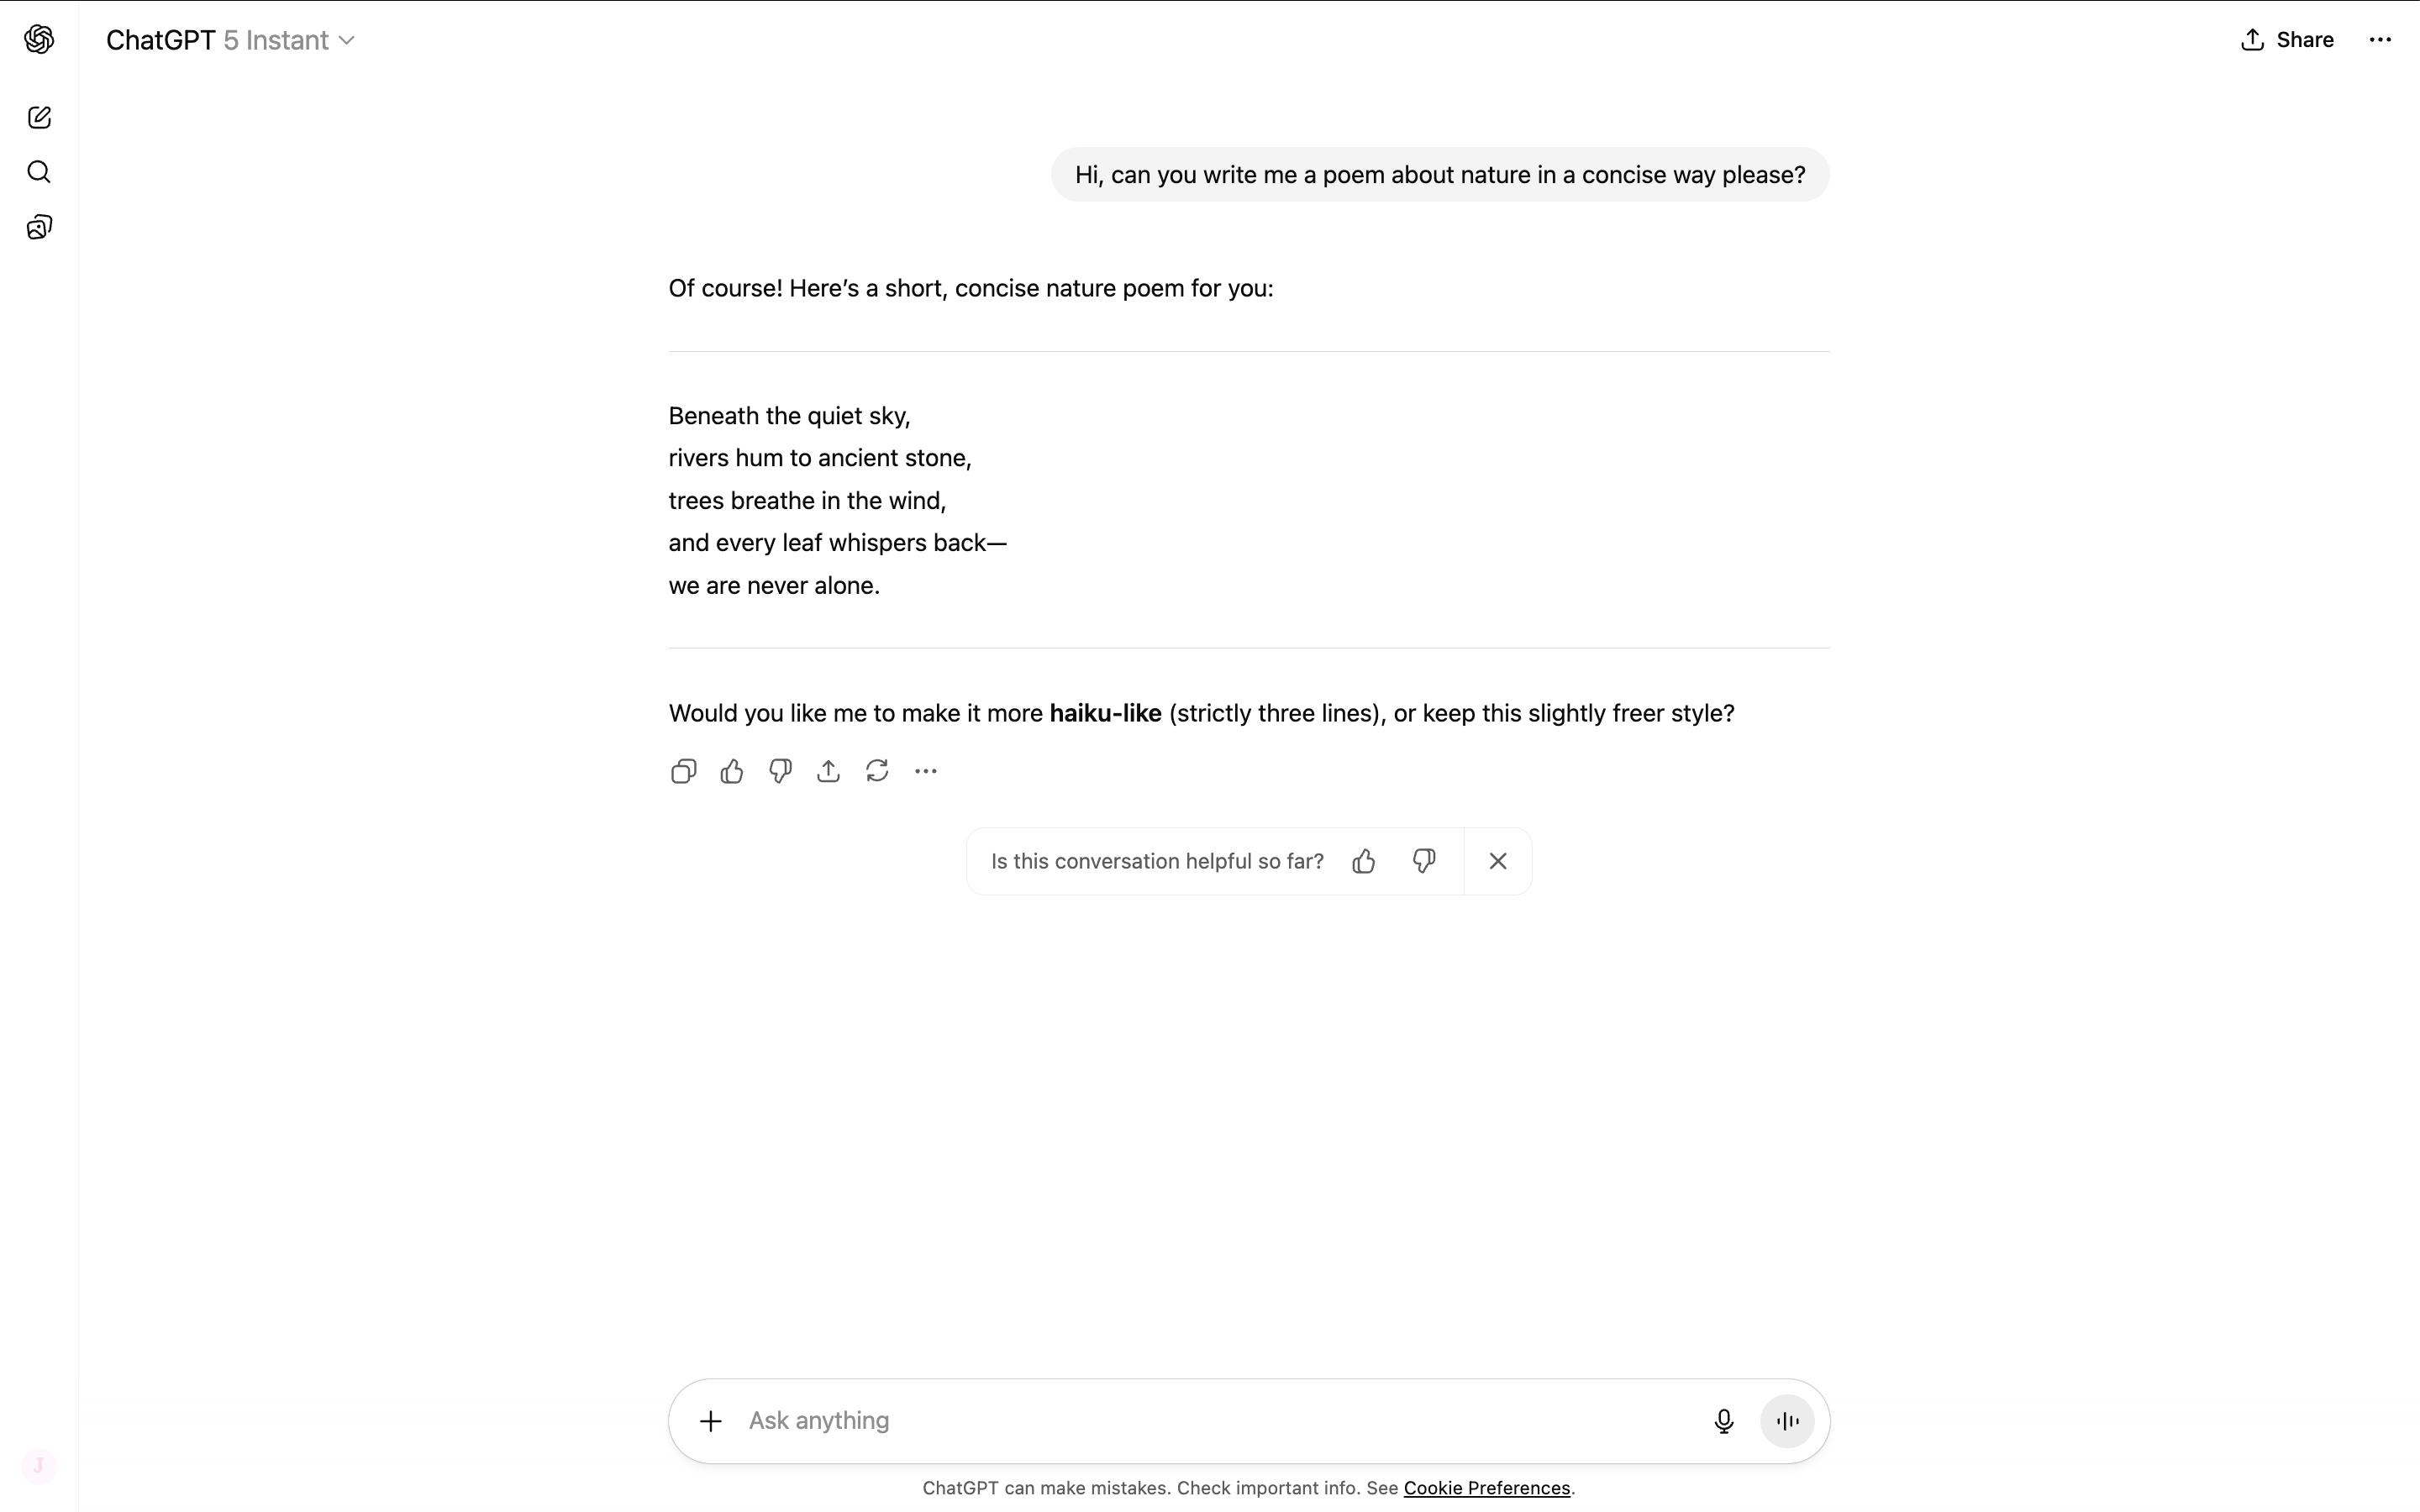 ChatGPT 5 Instant
Share
Hi, can you write me a poem about nature in a concise way please?
Of course! Here’s a short, concise nature poem for you:
Beneath the quiet sky,
rivers hum to ancient stone,
trees breathe in the wind,
and every leaf whispers back—
we are never alone.
Would you like me to make it more haiku-like (strictly three lines), or keep this slightly freer style?
Is this conversation helpful so far?
Ask anything
J
ChatGPT can make mistakes. Check important info. See Cookie Preferences.